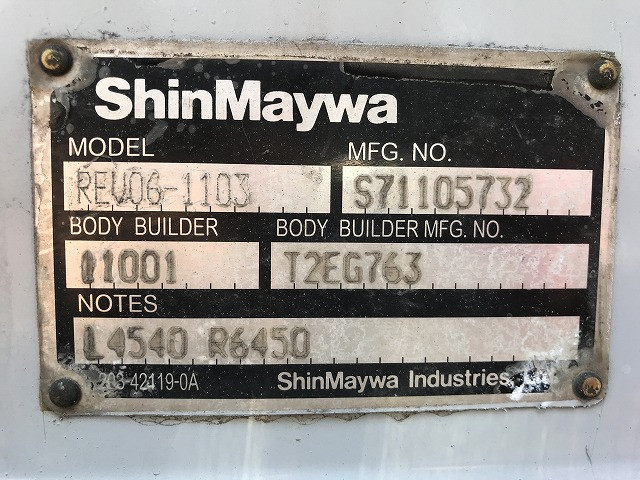 ShinMaywa
MODEL MFG. NO.
REV06-1103 S71105732
BODY BUILDER BODY BUILDER MFG. NO.
11001 T2EG763
NOTES
L4540 R6450
203-42119-0A ShinMaywa Industries,